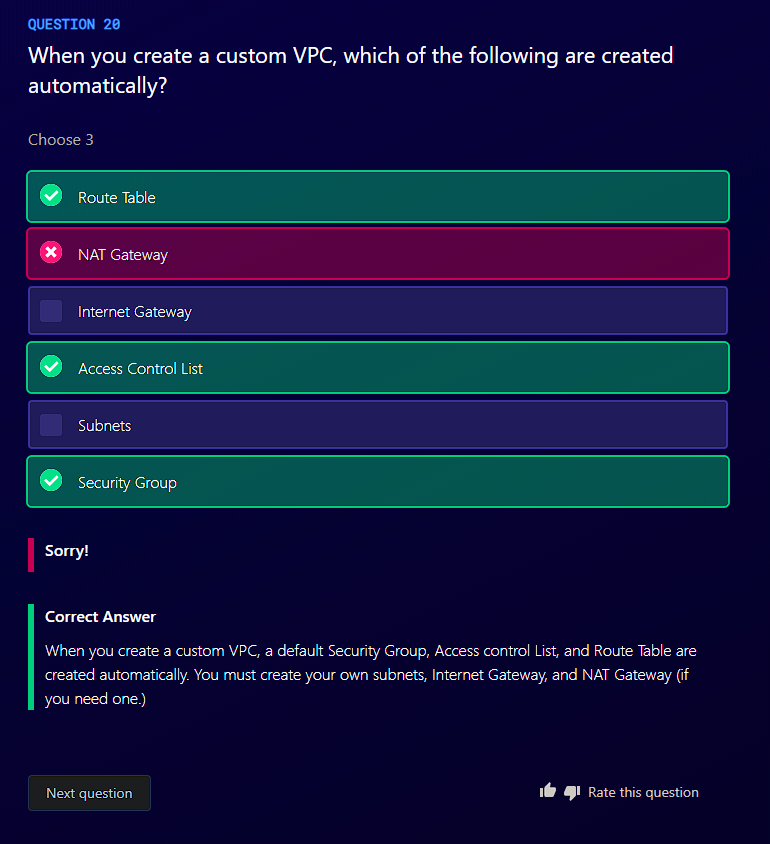 QUESTION 20
When you create a custom VPC, which of the following are created
automatically?
Choose 3
Route Table
NAT Gateway
Internet Gateway
Access Control List
Subnets
Security Group
Sorry!
Correct Answer
When you create a custom VPC, a default Security Group, Access control List, and Route Table are
created automatically. You must create your own subnets, Internet Gateway, and NAT Gateway (if
you need one.)
Next question
Rate this question